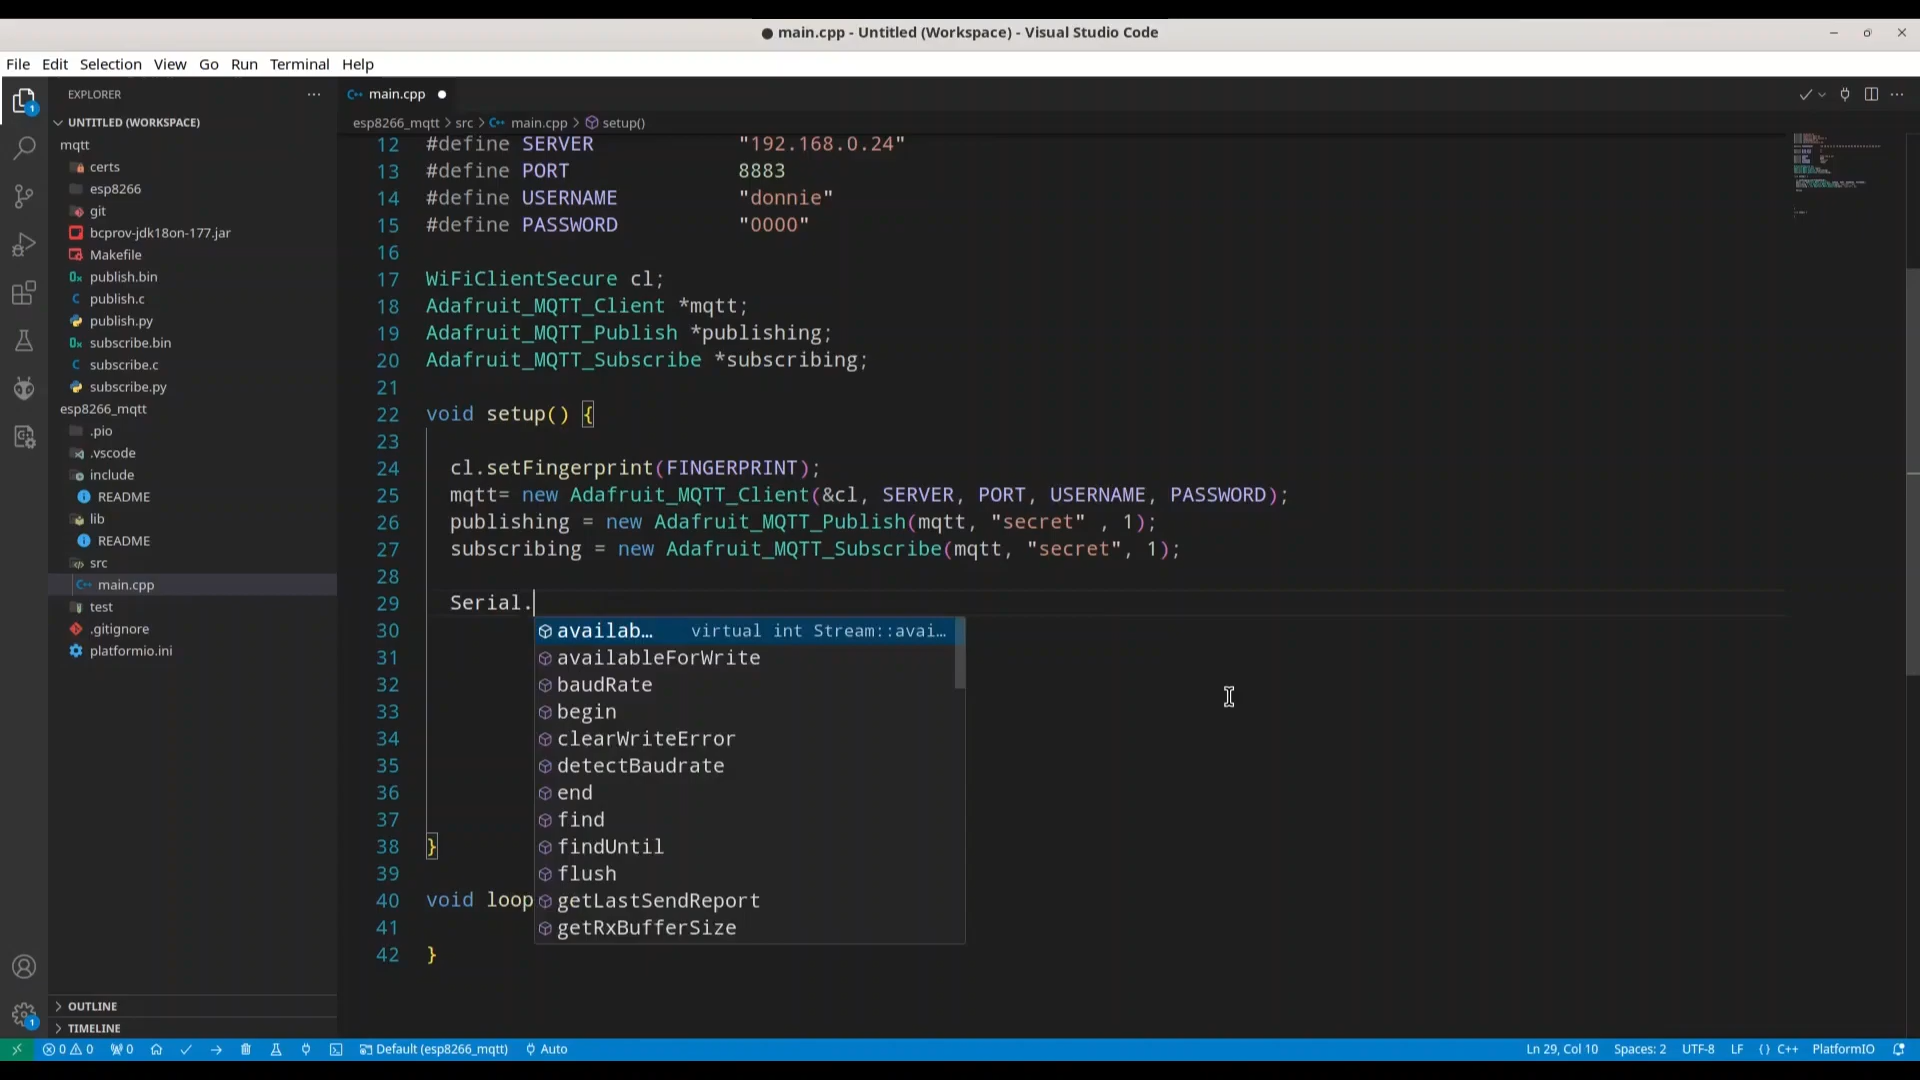 main.cpp - Untitled (Workspace) - Visual Studio Code
File Edit Selection View Go Run Terminal Help
EXPLORER
UNTITLED (WORKSPACE)
mqtt
certs
esp8266
git
bcprov-jdk18on-177.jar
Makefile
publish.bin
publish.c
publish.py
subscribe.bin
subscribe.c
subscribe.py
esp8266_mqtt
.pio
.vscode
include
README
lib
README
src
main.cpp
test
.gitignore
platformio.ini
OUTLINE
TIMELINE
main.cpp
esp8266_mqtt > src > main.cpp > setup()
12 #define SERVER "192.168.0.24"
13 #define PORT 8883
14 #define USERNAME "donnie"
15 #define PASSWORD "0000"
16
17 WiFiClientSecure cl;
18 Adafruit_MQTT_Client *mqtt;
19 Adafruit_MQTT_Publish *publishing;
20 Adafruit_MQTT_Subscribe *subscribing;
21
22 void setup() {
23
24 cl.setFingerprint(FINGERPRINT);
25 mqtt= new Adafruit_MQTT_Client(&cl, SERVER, PORT, USERNAME, PASSWORD);
26 publishing = new Adafruit_MQTT_Publish(mqtt, "secret" , 1);
27 subscribing = new Adafruit_MQTT_Subscribe(mqtt, "secret", 1);
28
29 Serial.
30 availab… virtual int Stream::avai…
31 availableForWrite
32 baudRate
33 begin
34 clearWriteError
35 detectBaudrate
36 end
37 find
38 } findUntil
39 flush
40 void loop getLastSendReport
41 getRxBufferSize
42 }
1
1
0 0 0 Default (esp8266_mqtt) Auto Ln 29, Col 10 Spaces: 2 UTF-8 LF {} C++ PlatformIO